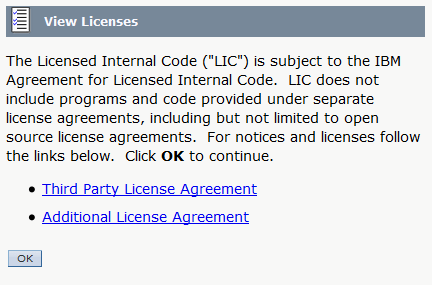 View Licenses
The Licensed Internal Code ("LIC") is subject to the IBM
Agreement for Licensed Internal Code.  LIC does not
include programs and code provided under separate
license agreements, including but not limited to open
source license agreements.  For notices and licenses follow
the links below.  Click OK to continue.
Third Party License Agreement
Additional License Agreement
OK